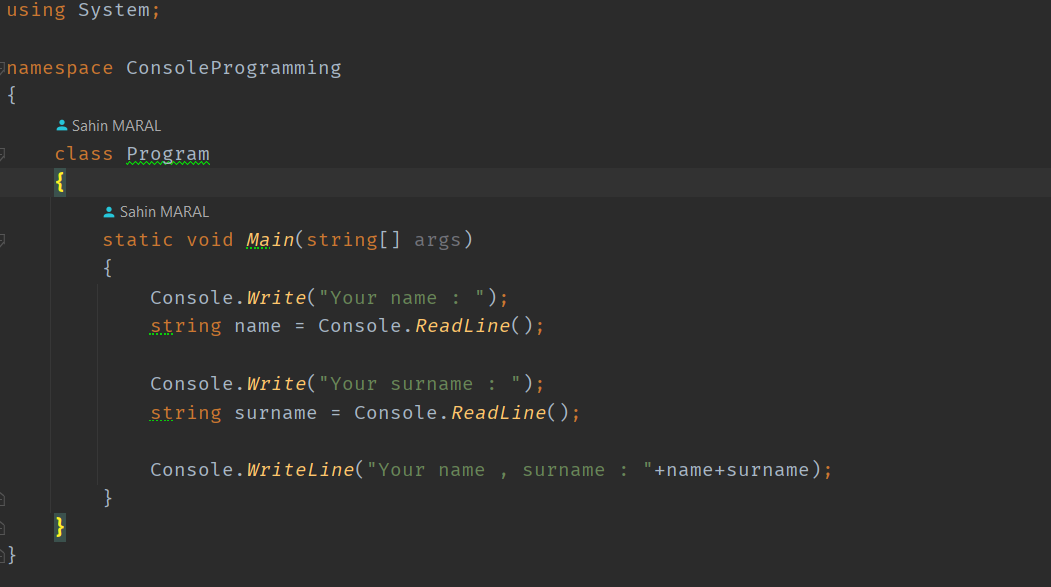 using System;
namespace ConsoleProgramming
{
Sahin MARAL
class Program
{
Sahin MARAL
static void Main(string[] args)
{
Console.Write("Your name : ");
string name = Console.ReadLine();
Console.Write("Your surname : ");
string surname = Console.ReadLine();
Console.WriteLine("Your name , surname : "+name+surname);
}
}
}